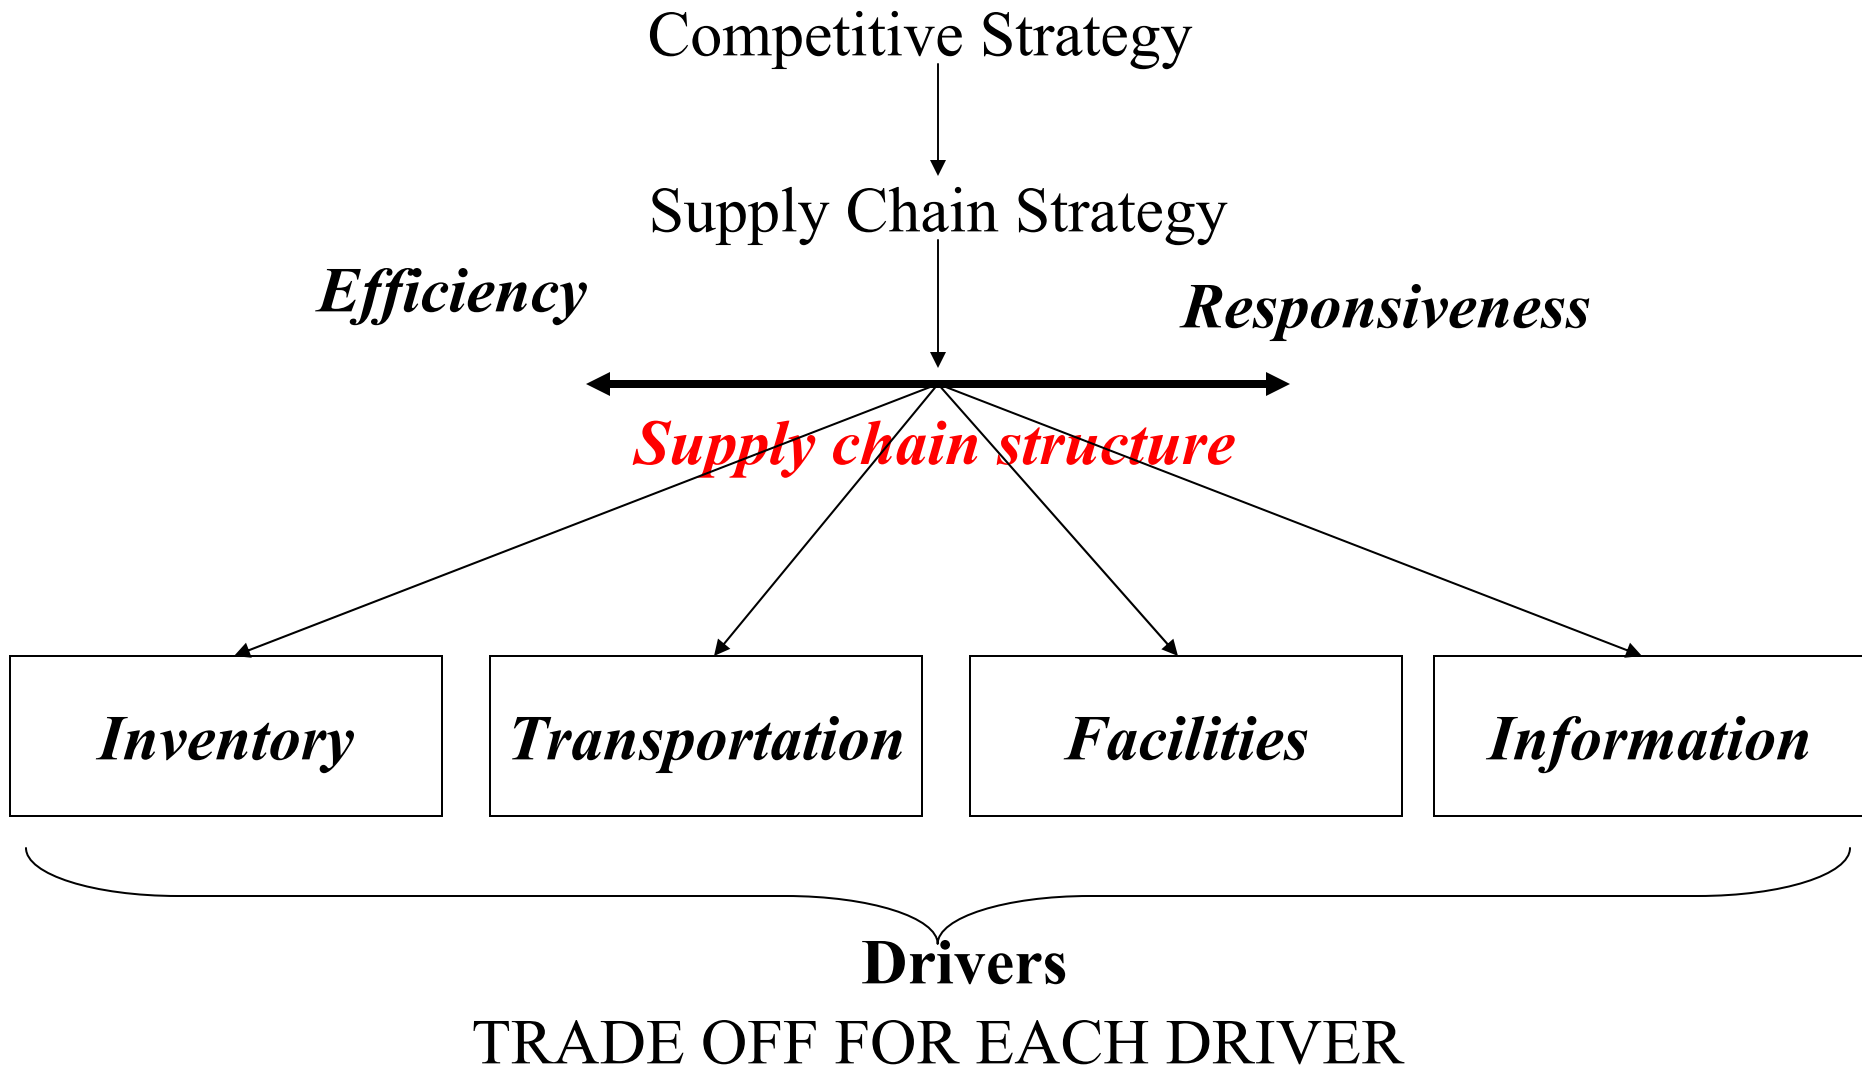 Competitive Strategy
Supply Chain Strategy
Efficiency
Responsiveness
Supply chain structure
Inventory
Transportation
Facilities
Information
Drivers
TRADE OFF FOR EACH DRIVER